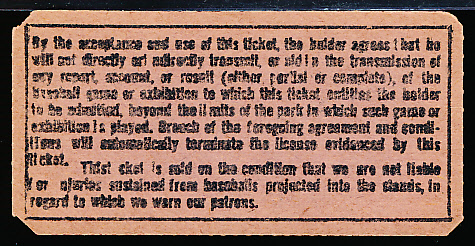 By the acceptance and use of this ticket, the holder agrees that he
will not directly or indirectly transmit, or aid in the transmission of
any report, account, or result (either partial or complete), of the
baseball game or exhibition to which this ticket entitles the holder
to be admitted, beyond the limits of the park in which such game or
exhibition is played. Breach of the foregoing agreement and condi-
tions will automatically terminate the license evidenced by this
ticket.
This ticket is sold on the condition that we are not liable
for injuries sustained from baseballs projected into the stands, in
regard to which we warn our patrons.